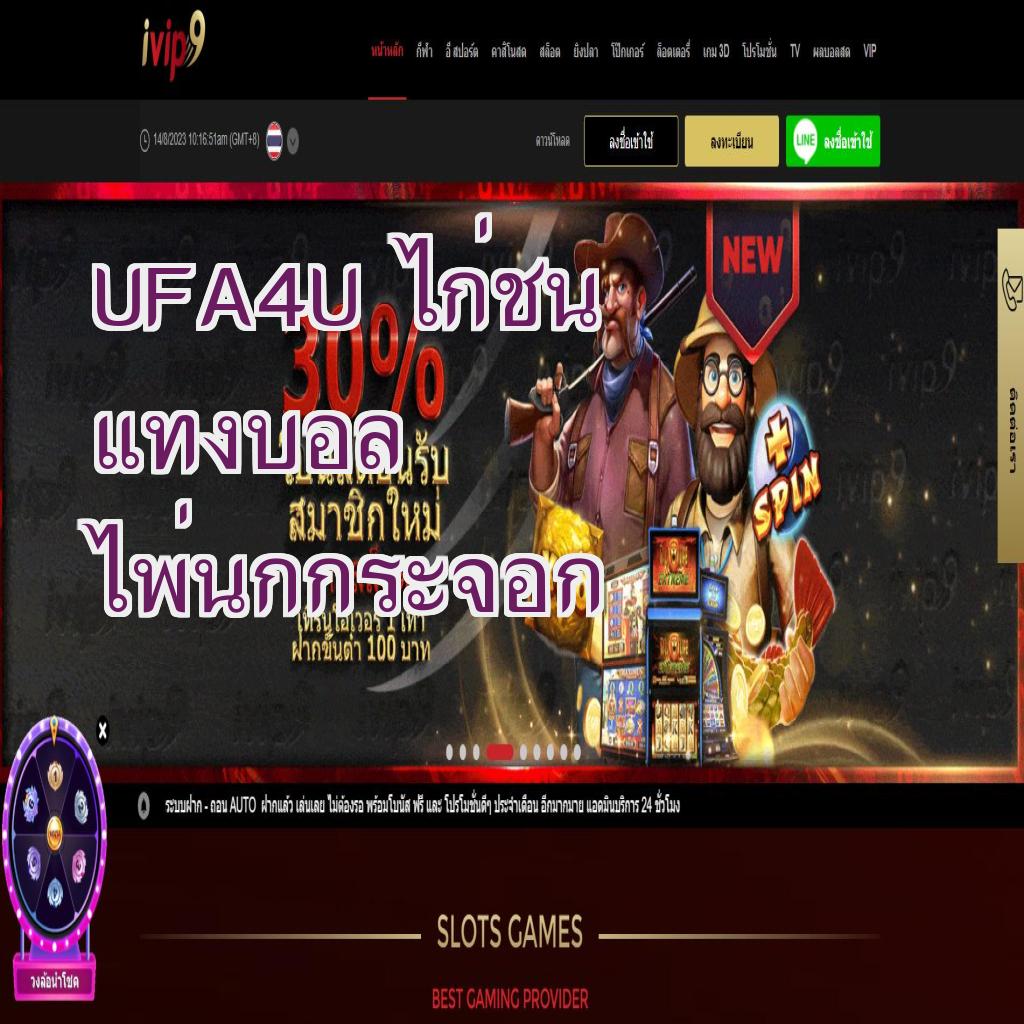 ivip9
หน้าหลัก กีฬา อี สปอร์ต คาสิโนสด สล็อต ยิงปลา โป๊กเกอร์ ล็อตเตอรี่ เกม 3D โปรโมชั่น TV ผลบอลสด VIP
14/8/2023 10:16:51am (GMT+8)
ดาวน์โหลด
ลงชื่อเข้าใช้
ลงทะเบียน
LINE ลงชื่อเข้าใช้
NEW
UFA4U ไก่ชน
30%
แทงบอล
สมาชิกใหม่
ไพ่นกกระจอก
ฝากขั้นต่ำ 100 บาท
+
SPIN
ติดต่อเรา
X
ระบบฝาก - ถอน AUTO ฝากแล้ว เล่นเลย ไม่ต้องรอ พร้อมโบนัส ฟรี และ โปรโมชั่นดีๆ ประจำเดือน อีกมากมาย แอดมินบริการ 24 ชั่วโมง
วงล้อนำโชค
SLOTS GAMES
BEST GAMING PROVIDER